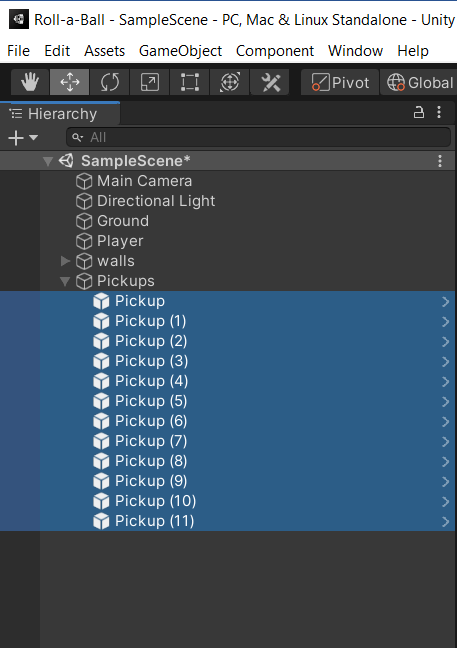 Roll-a-Ball - SampleScene - PC, Mac & Linux Standalone - Unity
File Edit Assets GameObject Component Window Help
Pivot Global
Hierarchy
All
SampleScene*
Main Camera
Directional Light
Ground
Player
walls
Pickups
Pickup
Pickup (1)
Pickup (2)
Pickup (3)
Pickup (4)
Pickup (5)
Pickup (6)
Pickup (7)
Pickup (8)
Pickup (9)
Pickup (10)
Pickup (11)